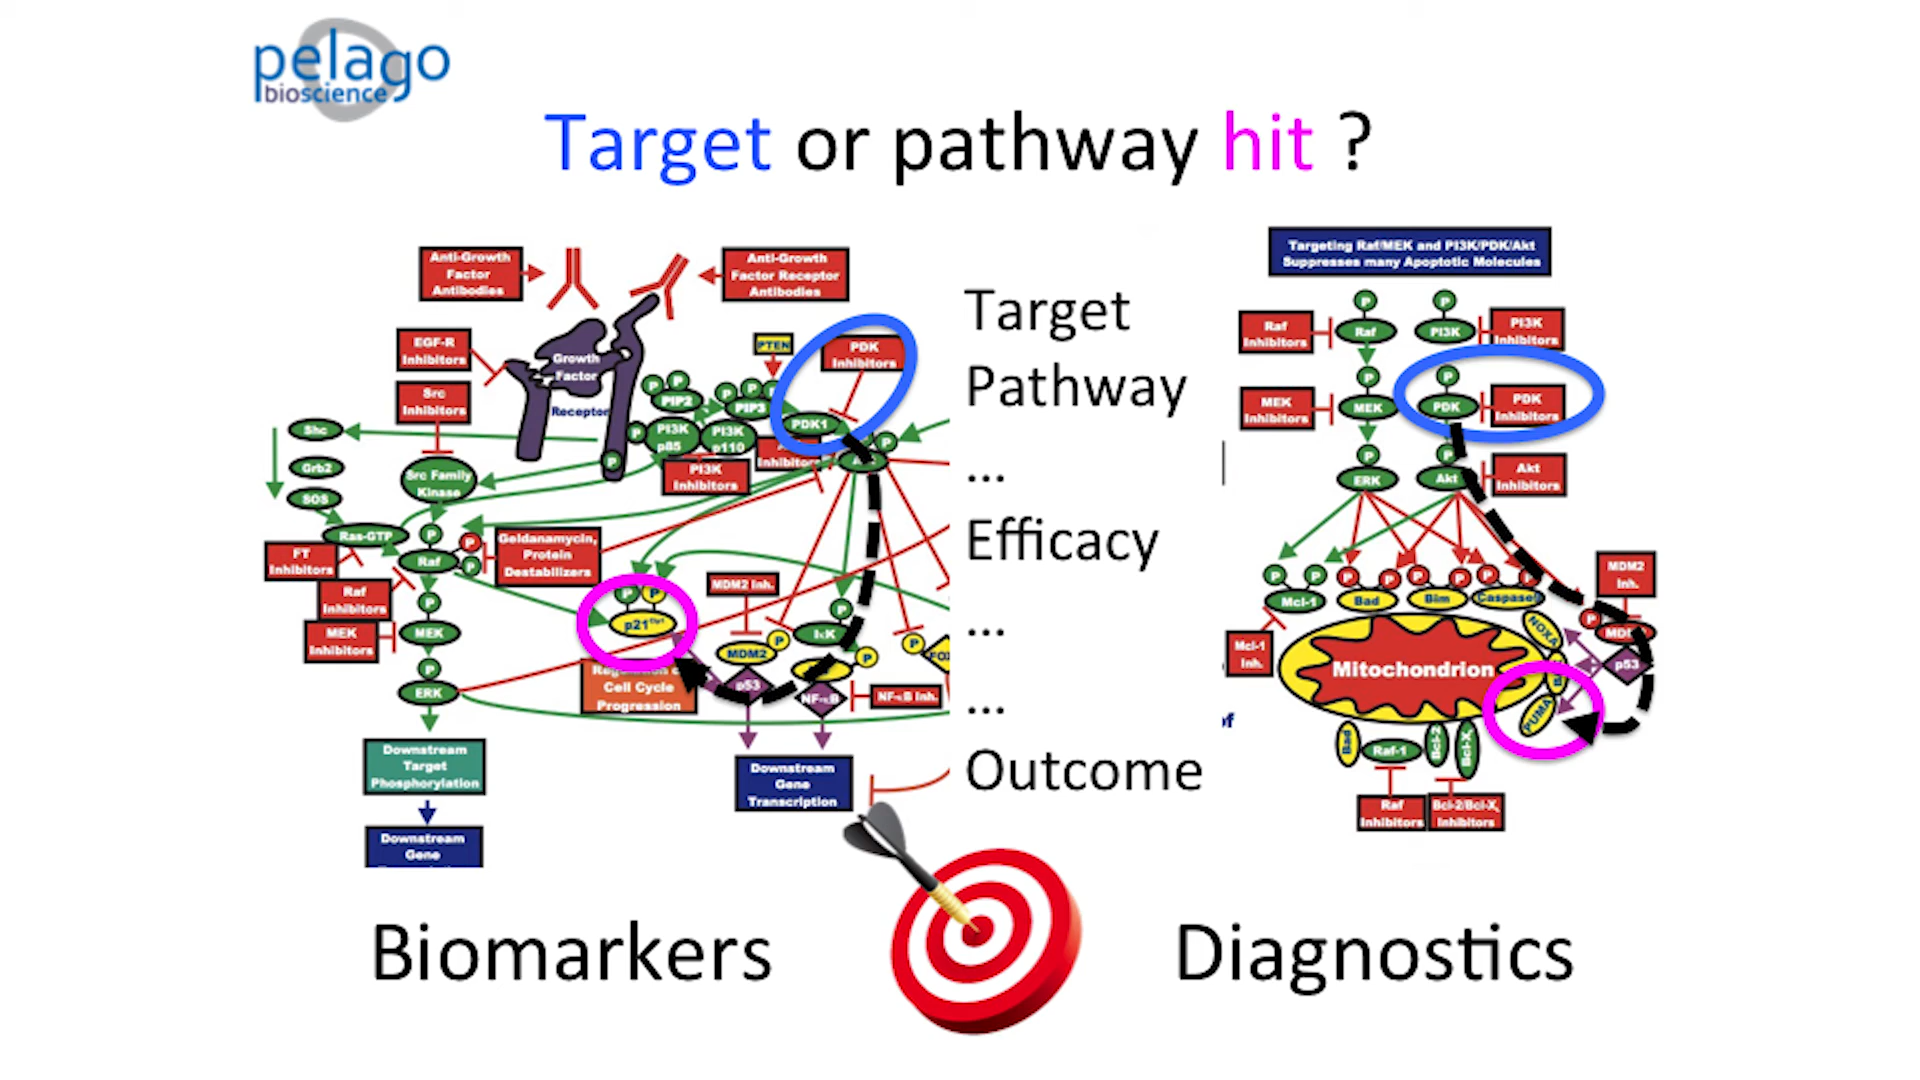 pelago
bioscience
Target or pathway hit ?
Anti-Growth
Factor
Antibodies
Anti-Growth
Factor Receptor
Antibodies
EGF-R
Inhibitors
Growth
Factor
Receptor
PTEN
PDK
Inhibitors
Src
Inhibitors
P
P
P
P
P
PIP2
PIP3
PDK1
Shc
P
PI3K
p85
PI3K
p110
P
Inhibitors
Grb2
P
PI3K
Inhibitors
Src Family
Kinase
SOS
Ras-GTP
P
P
Raf
P
Geldanamycin,
Protein
Destabilizers
FT
Inhibitors
Raf
Inhibitors
P
MDM2 Inh.
P
P
p21Cip1
P
MEK
Inhibitors
MEK
IκK
P
P
MDM2
P
FO
P
ERK
Regulation
Cell Cycle
Progression
p53
NF-κB
NF-κB Inh.
Downstream
Target
Phosphorylation
Downstream
Gene
Transcription
Downstream
Gene
Target
Pathway
...
Efficacy
...
...
Outcome
Targeting Raf/MEK and PI3K/PDK/Akt
Suppresses many Apoptotic Molecules
P
P
Raf
Inhibitors
Raf
PI3K
PI3K
Inhibitors
P
P
MEK
Inhibitors
MEK
PDK
PDK
Inhibitors
P
P
ERK
Akt
Akt
Inhibitors
MDM2
Inh.
P
P
P
P
P
P
P
P
Mcl-1
Bad
Bim
Caspase9
P
Mcl-1
Inh.
NOXA
Mitochondrion
p53
PUMA
of
Bad
Raf-1
Bcl-2
Bcl-XL
Raf
Inhibitors
Bcl-2/Bcl-XL
Inhibitors
Biomarkers
Diagnostics